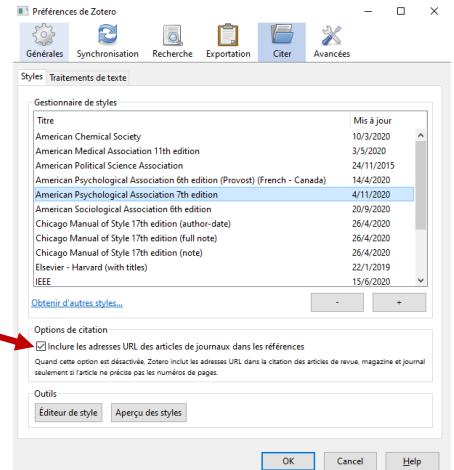 Préférences de Zotero
Générales Synchronisation Recherche Exportation Citer Avancées
Styles Traitements de texte
Gestionnaire de styles
Titre Mis à jour
American Chemical Society 10/3/2020
American Medical Association 11th edition 3/5/2020
American Political Science Association 24/11/2015
American Psychological Association 6th edition (Provost) (French - Canada) 14/4/2020
American Psychological Association 7th edition 4/11/2020
American Sociological Association 6th edition 20/9/2020
Chicago Manual of Style 17th edition (author-date) 26/4/2020
Chicago Manual of Style 17th edition (full note) 26/4/2020
Chicago Manual of Style 17th edition (note) 26/4/2020
Elsevier - Harvard (with titles) 22/1/2019
IEEE 15/6/2020
Obtenir d'autres styles... - +
Options de citation
Inclure les adresses URL des articles de journaux dans les références
Quand cette option est désactivée, Zotero inclut les adresses URL dans la citation des articles de revue, magazine et journal
seulement si l'article ne précise pas les numéros de pages.
Outils
Éditeur de style Aperçu des styles
OK Cancel Help